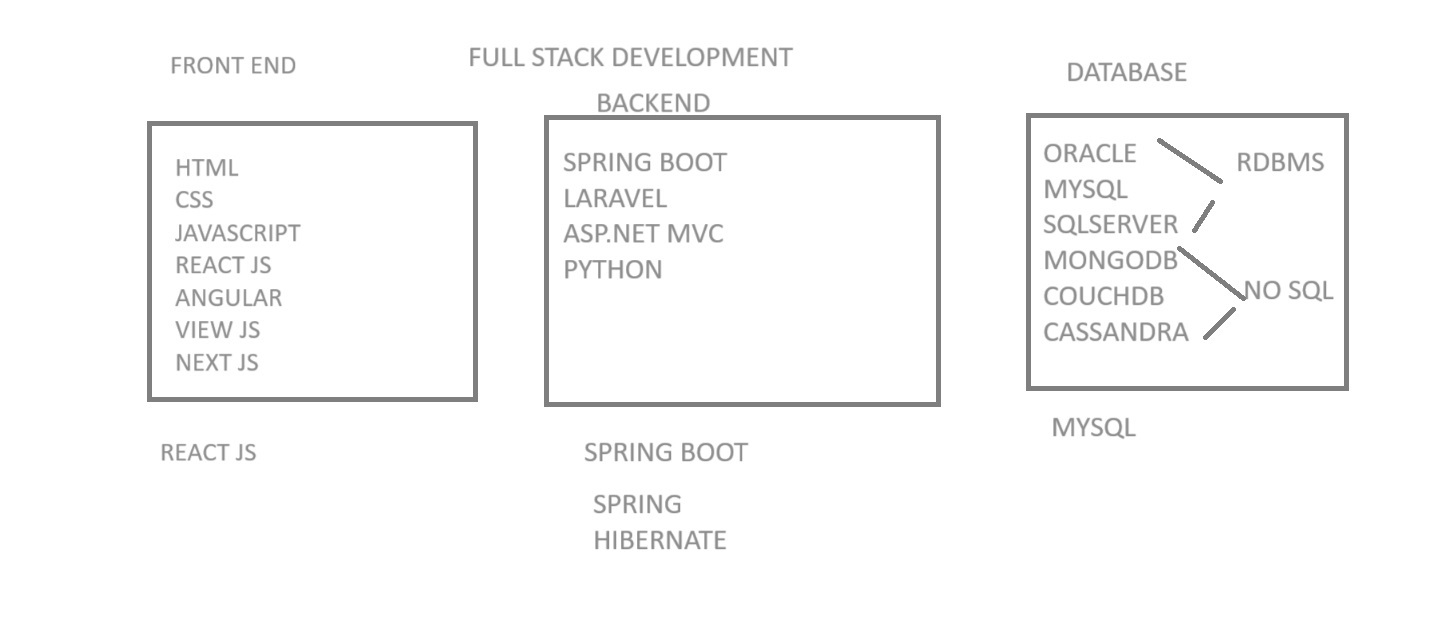 FULL STACK DEVELOPMENT
FRONT END
HTML
CSS
JAVASCRIPT
REACT JS
ANGULAR
VIEW JS
NEXT JS
REACT JS
BACKEND
SPRING BOOT
LARAVEL
ASP.NET MVC
PYTHON
SPRING BOOT
SPRING
HIBERNATE
DATABASE
ORACLE
MYSQL
SQLSERVER
MONGODB
COUCHDB
CASSANDRA
RDBMS
NO SQL
MYSQL